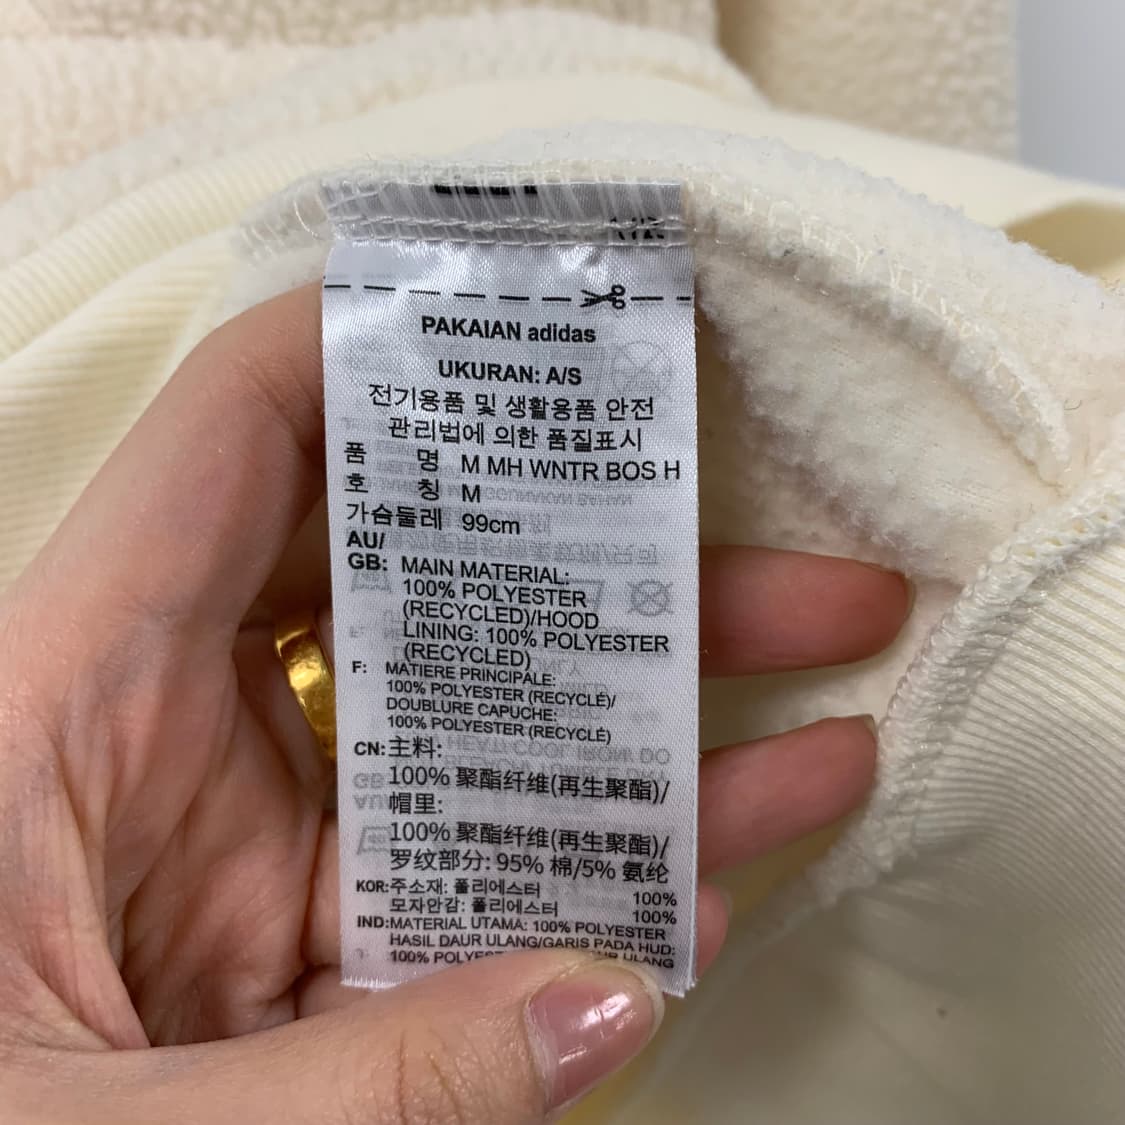 PAKAIAN adidas
UKURAN: A/S
전기용품 및 생활용품 안전
관리법에 의한 품질표시
품 명 M MH WNTR BOS H
호 칭 M
가슴둘레 99cm
AU/
GB: MAIN MATERIAL:
100% POLYESTER
(RECYCLED)/HOOD
LINING: 100% POLYESTER
(RECYCLED)
F: MATIERE PRINCIPALE:
100% POLYESTER (RECYCLÉ)/
DOUBLURE CAPUCHE:
100% POLYESTER (RECYCLÉ)
CN: 主料:
100% 聚酯纤维(再生聚酯)/
帽里:
100% 聚酯纤维(再生聚酯)/
罗纹部分: 95% 棉/5% 氨纶
KOR: 주소재: 폴리에스터 100%
모자안감: 폴리에스터 100%
IND: MATERIAL UTAMA: 100% POLYESTER
HASIL DAUR ULANG/GARIS PADA HUD:
100% ULANG